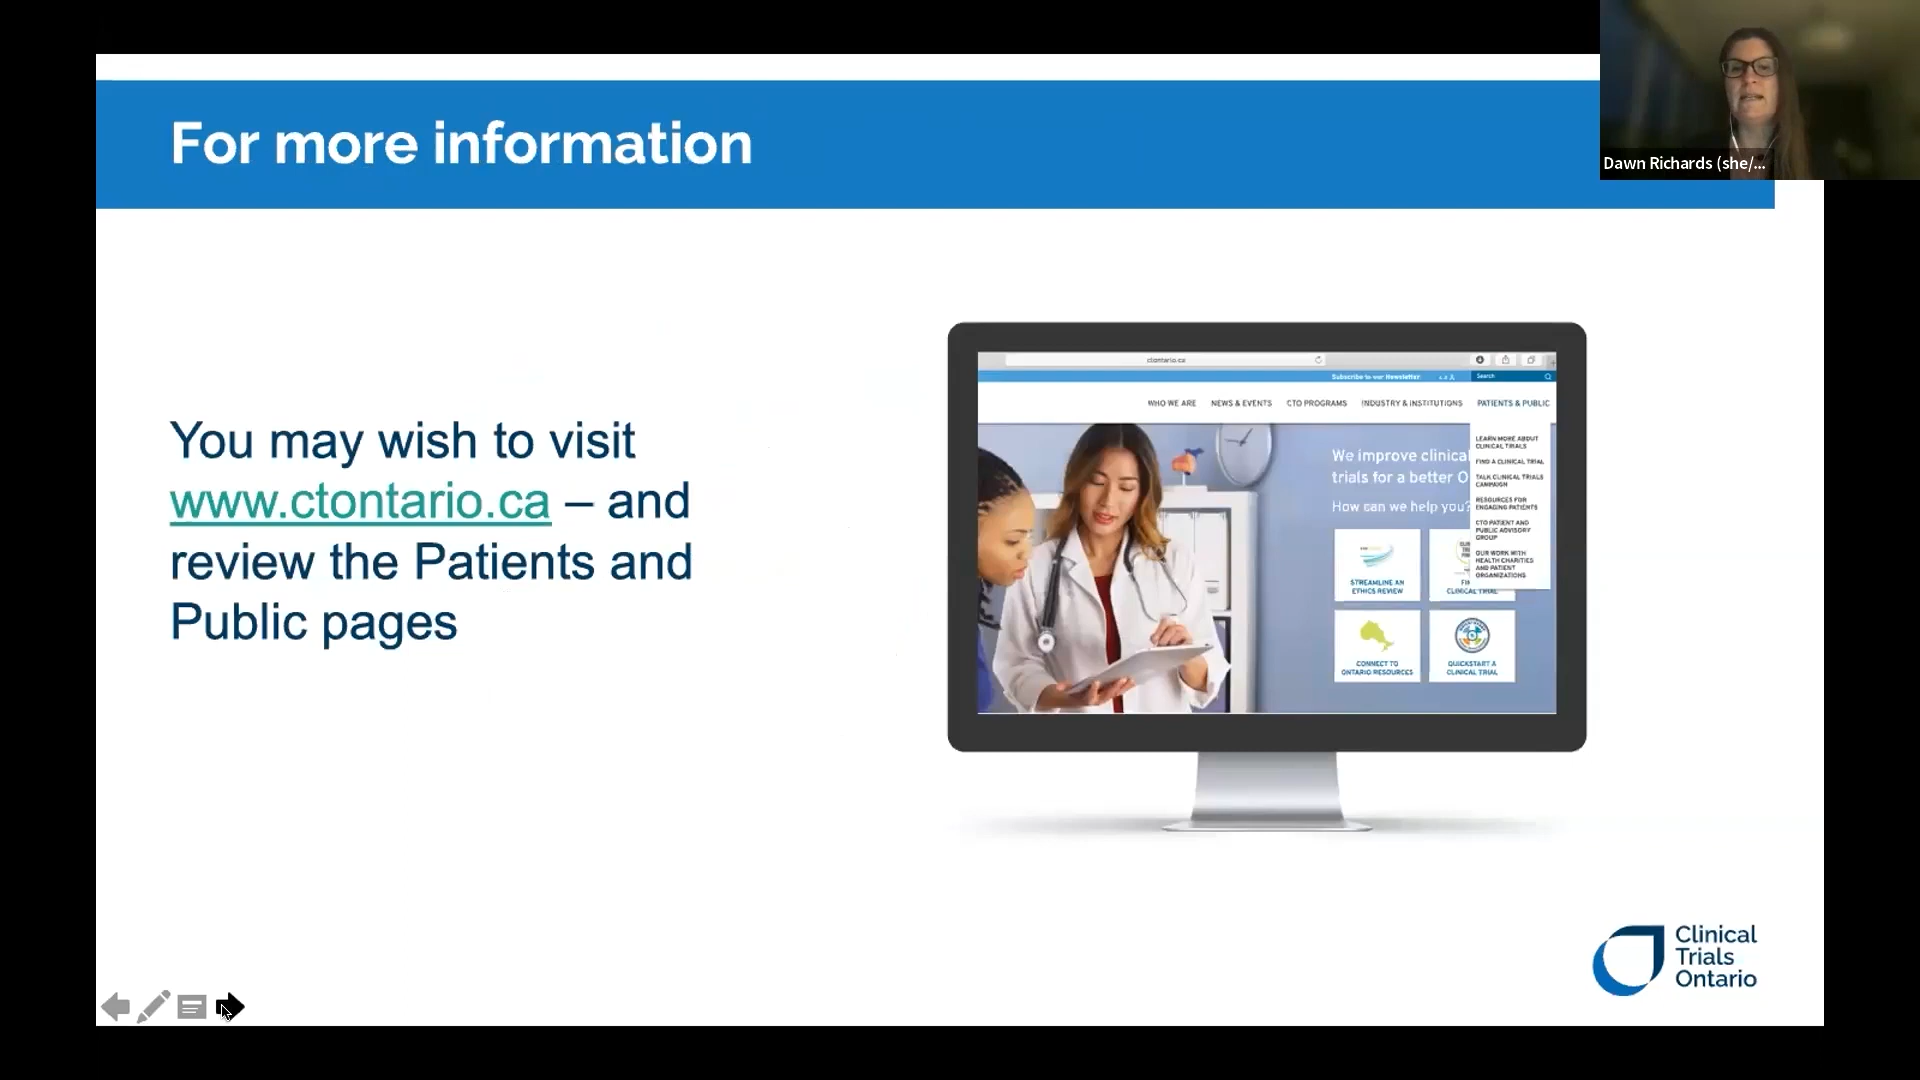 For more information
Dawn Richards (she/...
You may wish to visit
www.ctontario.ca – and
review the Patients and
Public pages
ctontario.ca
Subscribe to our Newsletter
Search
WHO WE ARE NEWS & EVENTS CTO PROGRAMS INDUSTRY & INSTITUTIONS PATIENTS & PUBLIC
LEARN MORE ABOUT
CLINICAL TRIALS
FIND A CLINICAL TRIAL
TALK CLINICAL TRIALS
CAMPAIGN
RESOURCES FOR
ENGAGING PATIENTS
CTO PATIENT AND
PUBLIC ADVISORY
GROUP
OUR WORK WITH
HEALTH CHARITIES
AND PATIENT
ORGANIZATIONS
We improve clinical
trials for a better O
How can we help you?
STREAMLINE AN
ETHICS REVIEW
CLINICAL TRIAL
CONNECT TO
ONTARIO RESOURCES
QUICKSTART A
CLINICAL TRIAL
Clinical
Trials
Ontario